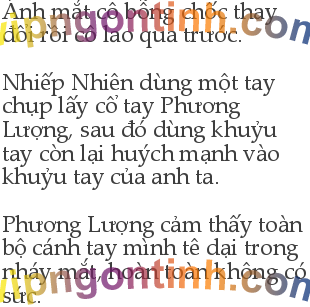 Ánh mắt cô bỗng chốc thay
đổi rồi cô lao qua trước.
Nhiếp Nhiên dùng một tay
chụp lấy cổ tay Phương
Lượng, sau đó dùng khuỷu
tay còn lại huých mạnh vào
khuỷu tay của anh ta.
Phương Lượng cảm thấy toàn
bộ cánh tay mình tê dại trong
nháy mắt, hoàn toàn không có
sức.